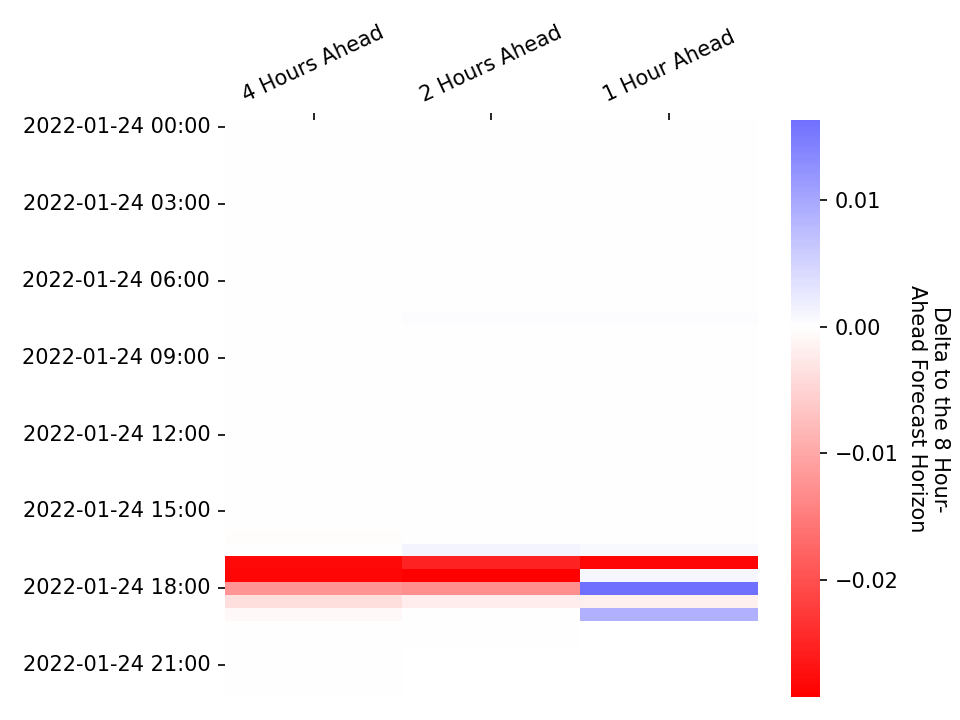 4 Hours Ahead
2 Hours Ahead
1 Hour Ahead
2022-01-24 00:00
2022-01-24 03:00
2022-01-24 06:00
2022-01-24 09:00
2022-01-24 12:00
2022-01-24 15:00
2022-01-24 18:00
2022-01-24 21:00
0.01
0.00
−0.01
−0.02
Delta to the 8 Hour-
Ahead Forecast Horizon